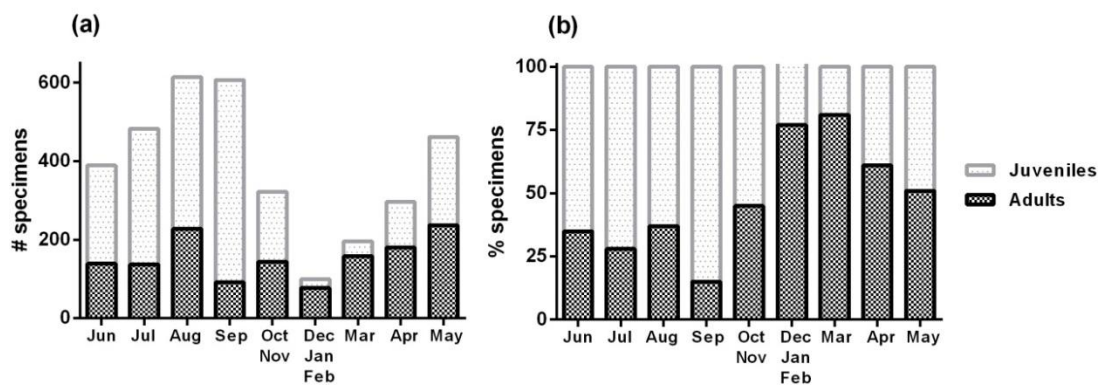 (a)
# specimens
600
400
200
0
Jun Jul Aug Sep Oct Nov Dec Jan Feb Mar Apr May
(b)
% specimens
100
75
50
25
0
Jun Jul Aug Sep Oct Nov Dec Jan Feb Mar Apr May
Juveniles
Adults